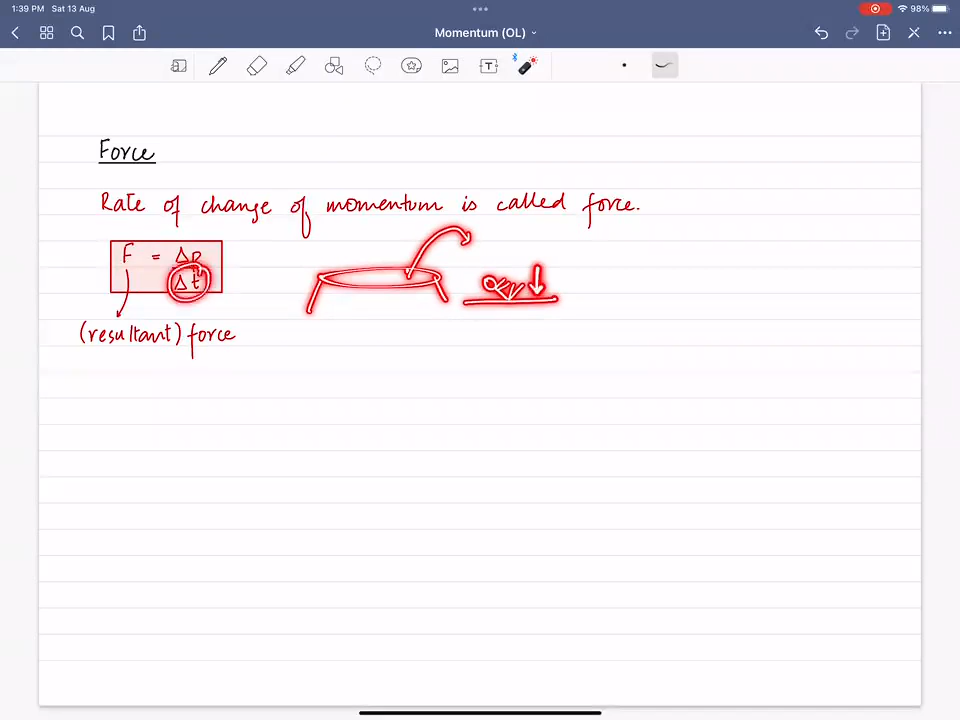 1:39 PM Sat 13 Aug
98%
Momentum (OL)
T
Force
Rate of change of momentum is called force.
F = Δp
Δt
(resultant) force